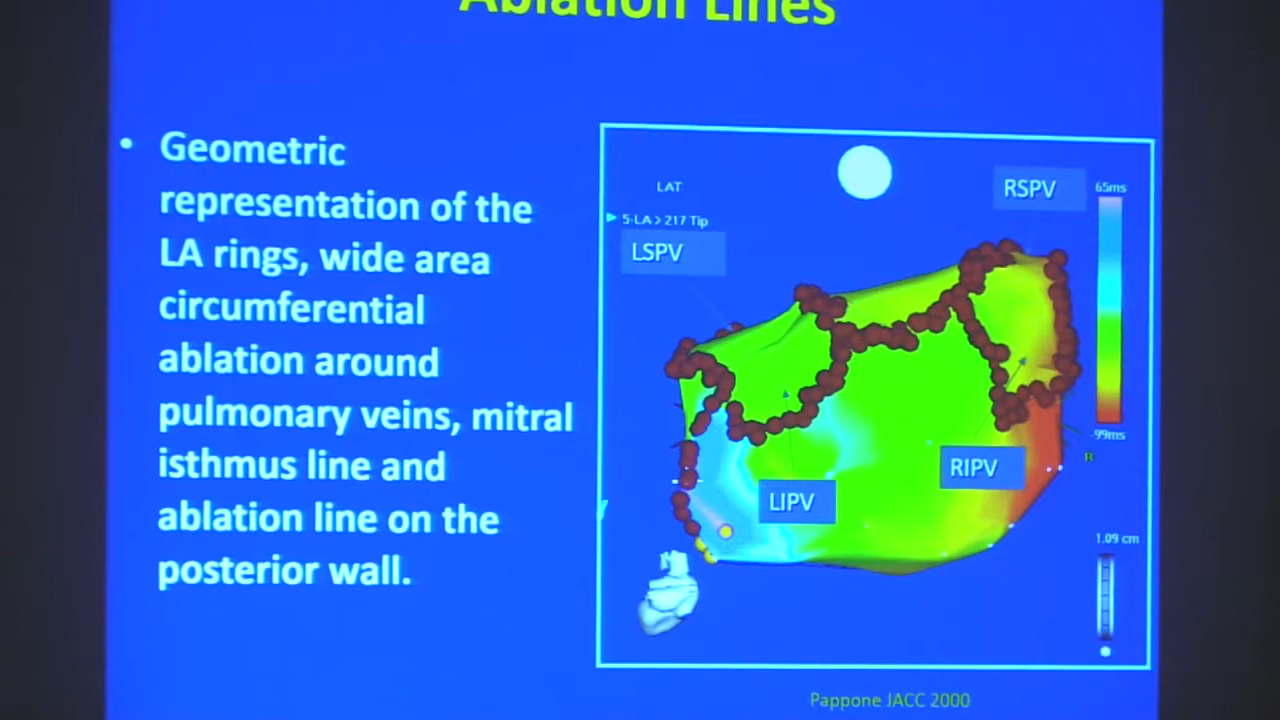 Ablation Lines
• Geometric
representation of the
LA rings, wide area
circumferential
ablation around
pulmonary veins, mitral
isthmus line and
ablation line on the
posterior wall.
LAT
5-LA > 217 Tip
LSPV
RSPV
65ms
-99ms
R
RIPV
LIPV
1.09 cm
Pappone JACC 2000